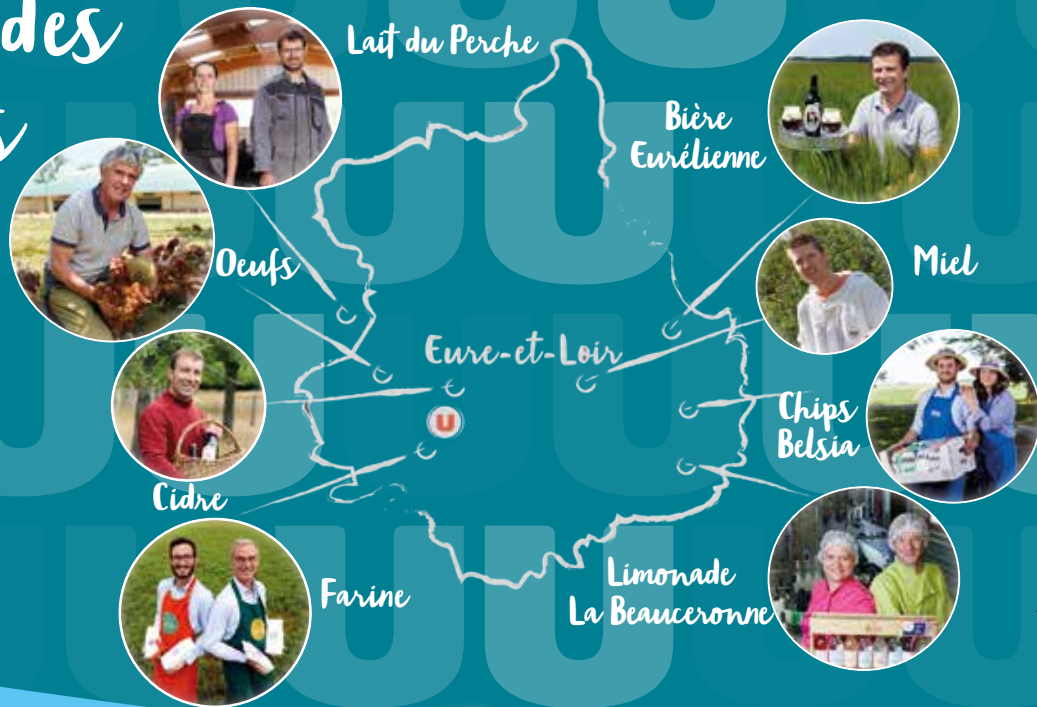 des
Lait du Perche
Bière
Eurélienne
Oeufs
Miel
Eure-et-Loir
U
Chips
Belsia
Cidre
Farine
Limonade
La Beauceronne